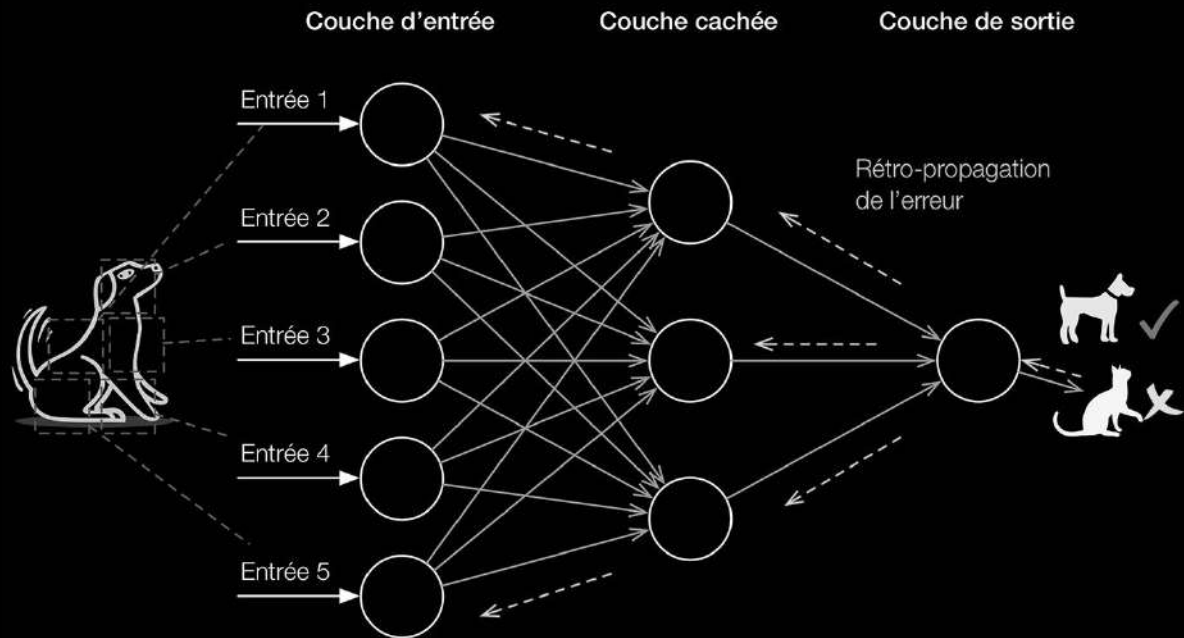 Couche d'entrée
Couche cachée
Couche de sortie
Entrée 1
Entrée 2
Entrée 3
Entrée 4
Entrée 5
Rétro-propagation
de l'erreur